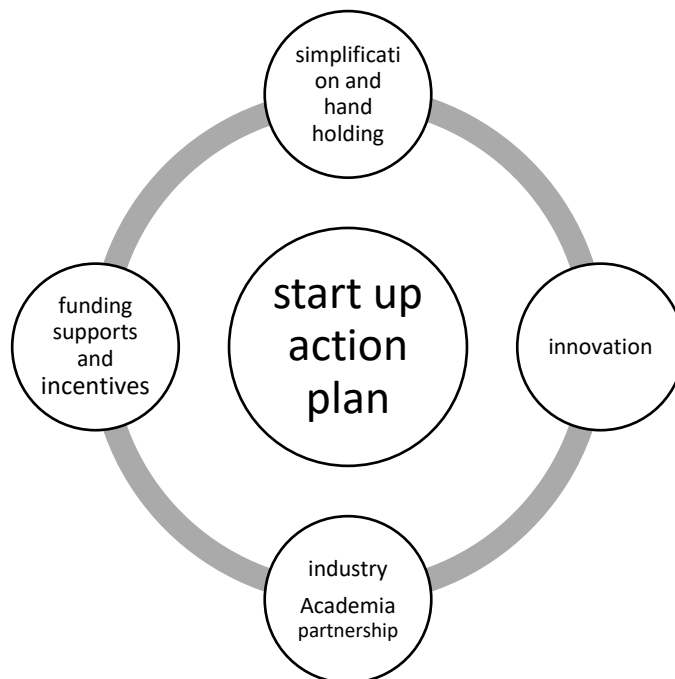 simplificati
on and
hand
holding
funding
supports
and
incentives
start up
action
plan
innovation
industry
Academia
partnership